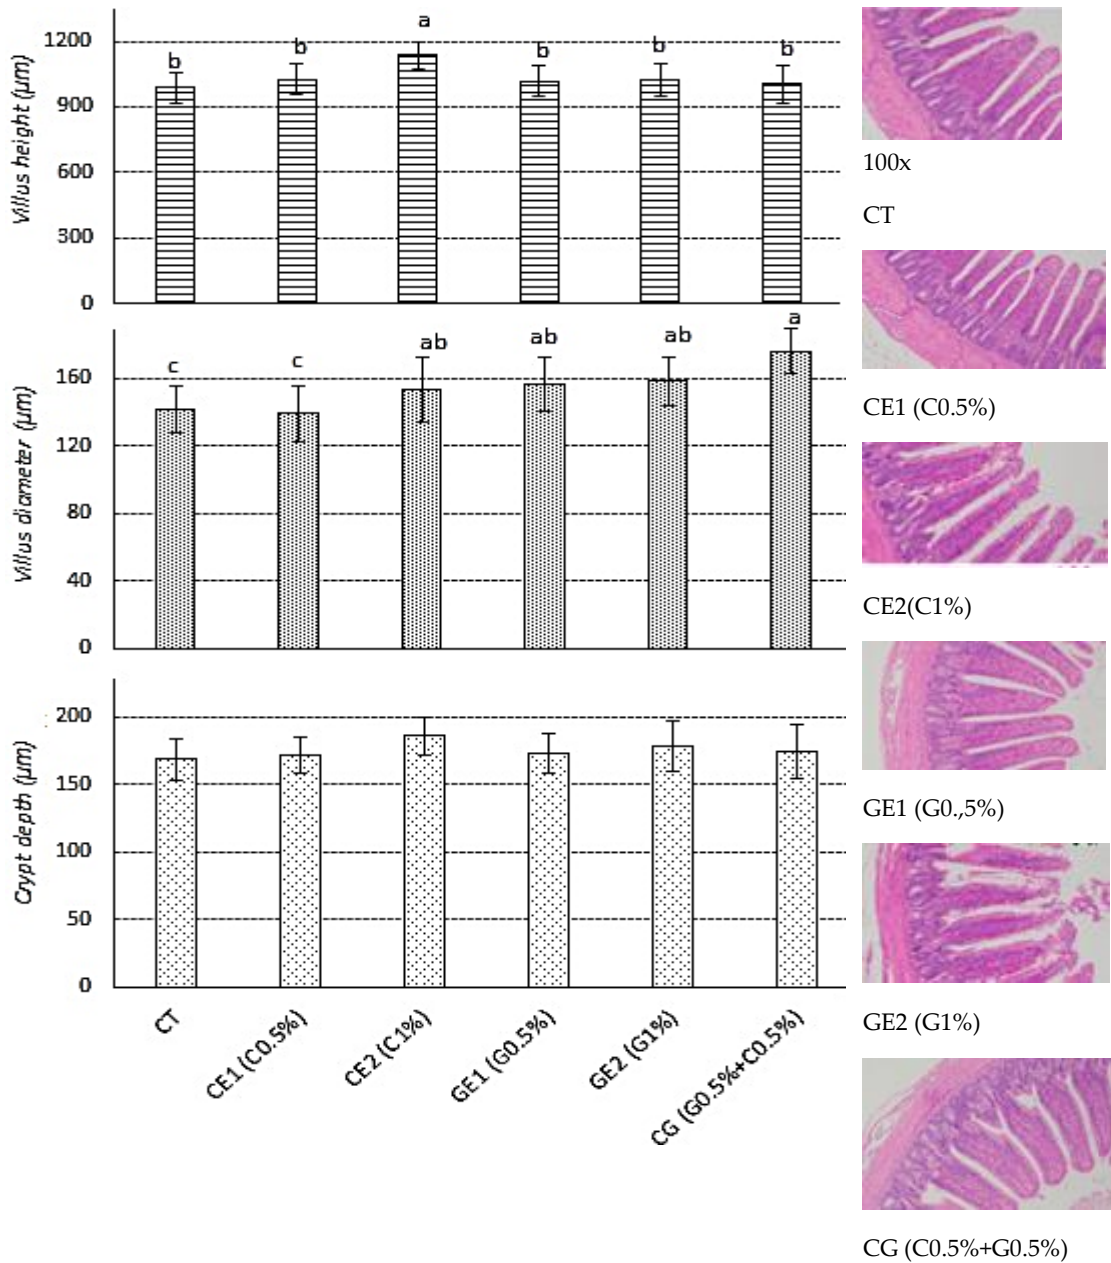 Villus height (µm)
1200
900
600
300
0
b
b
a
b
b
b
Villus diameter (µm)
160
120
80
40
0
c
c
ab
ab
ab
a
Crypt depth (µm)
200
150
100
50
0
CT
CE1 (C0.5%)
CE2 (C1%)
GE1 (G0.5%)
GE2 (G1%)
CG (G0.5%+C0.5%)
100x
CT
CE1 (C0.5%)
CE2(C1%)
GE1 (G0.,5%)
GE2 (G1%)
CG (C0.5%+G0.5%)